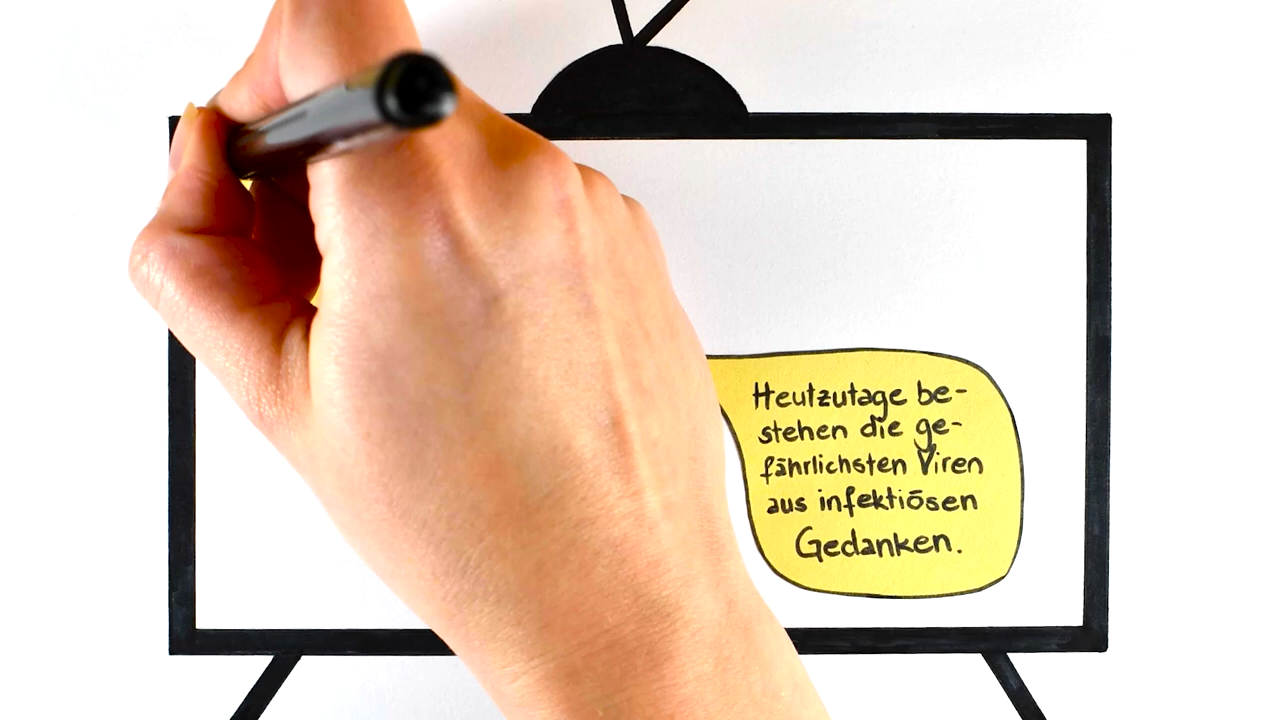 Heutzutage be-
stehen die ge-
fährlichsten Viren
aus infektiösen
Gedanken.